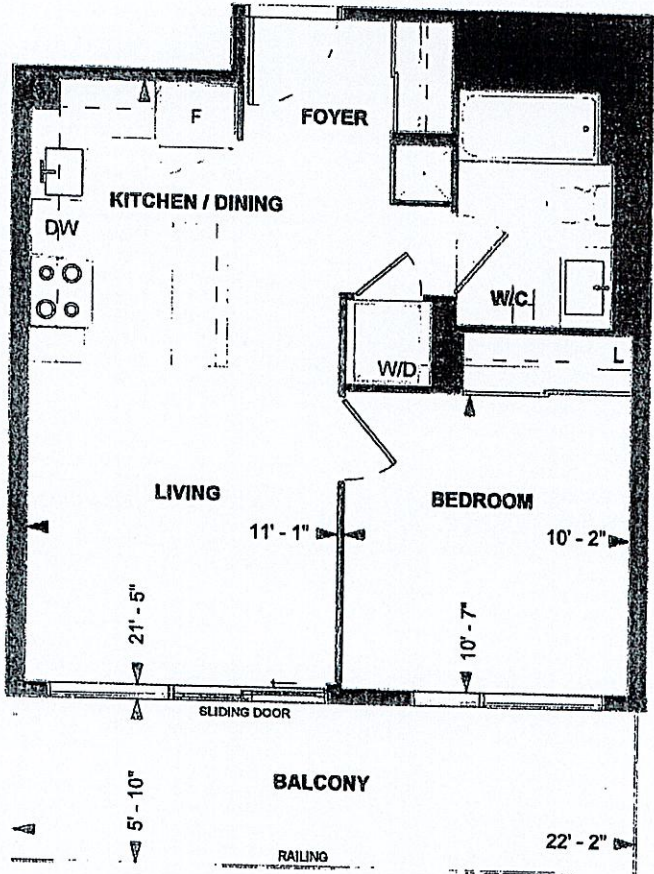 F
FOYER
KITCHEN / DINING
DW
W.C.
W/D
L
LIVING
BEDROOM
11' - 1"
10' - 2"
21' - 5"
10' - 7"
SLIDING DOOR
BALCONY
5' - 10"
22' - 2"
RAILING